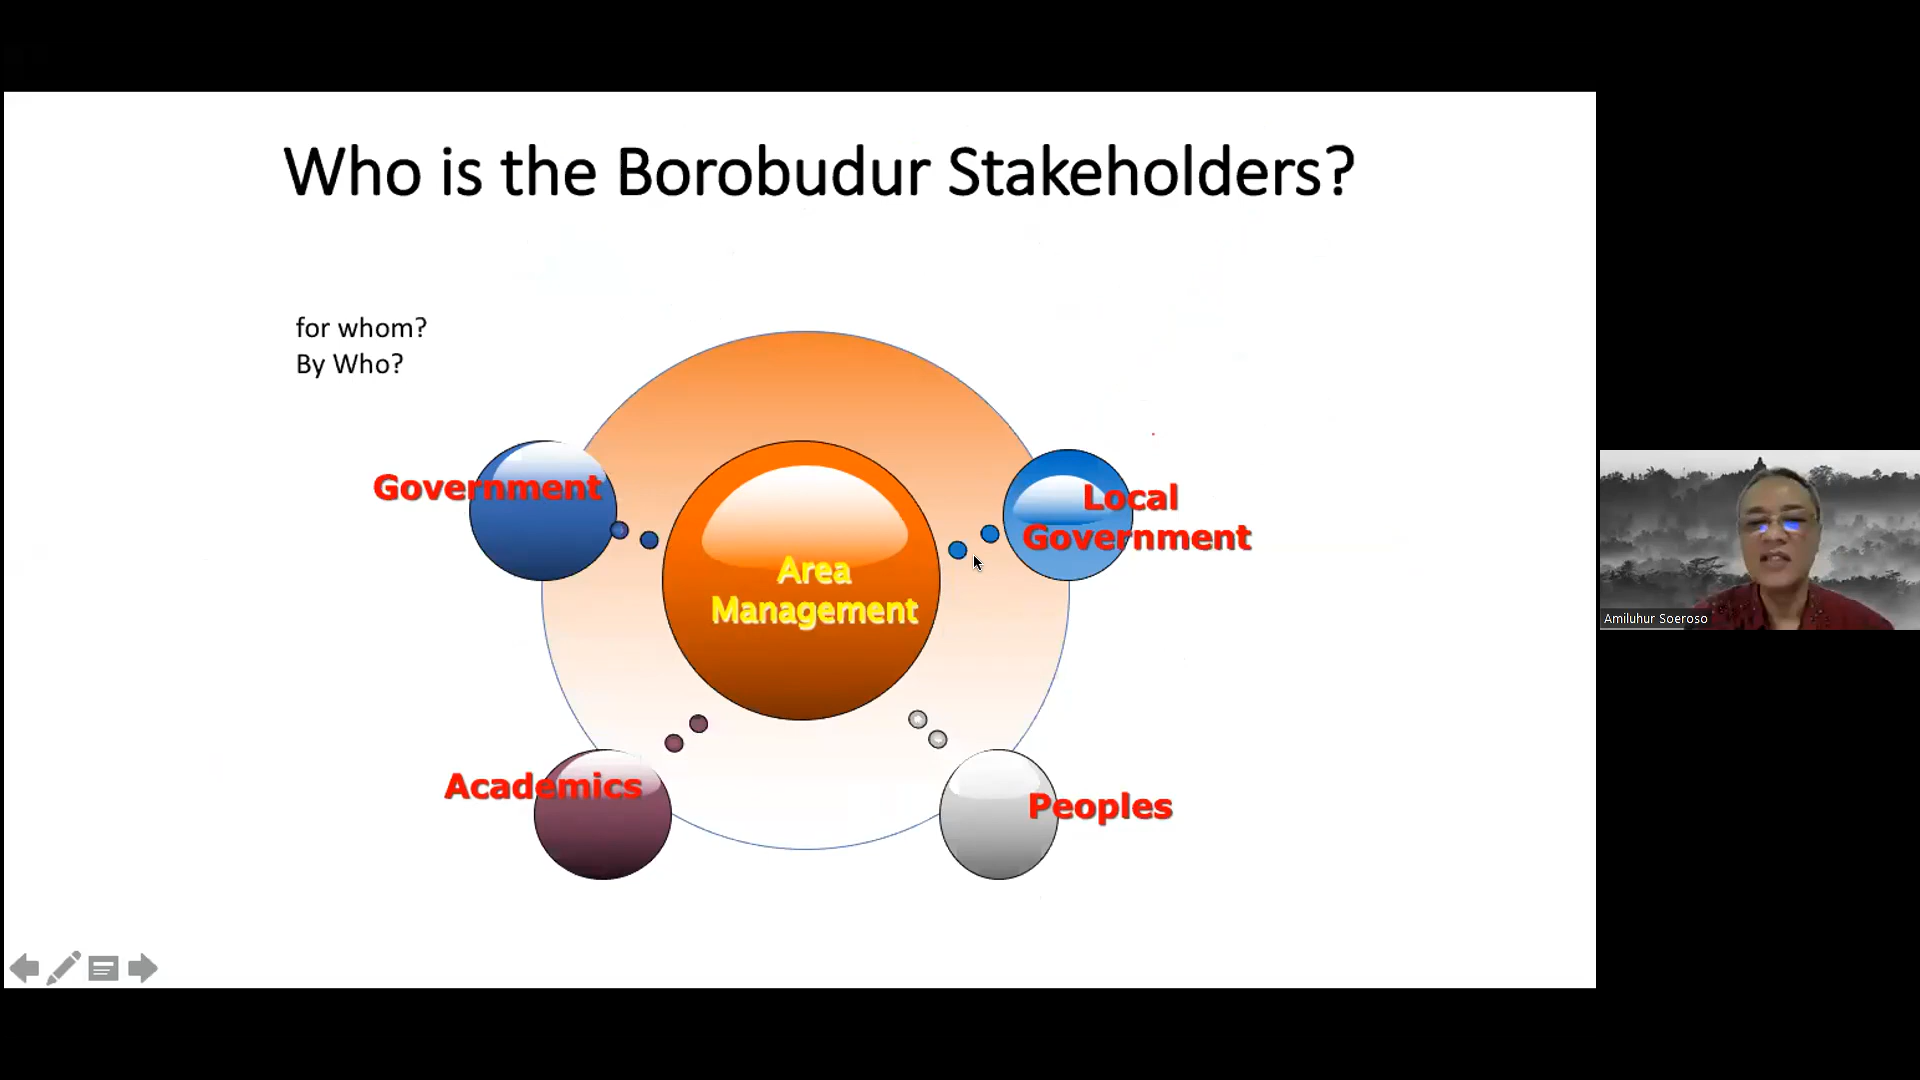 Who is the Borobudur Stakeholders?
for whom?
By Who?
Government
Local
Government
Area
Management
Academics
Peoples
Amiluhur Soeroso